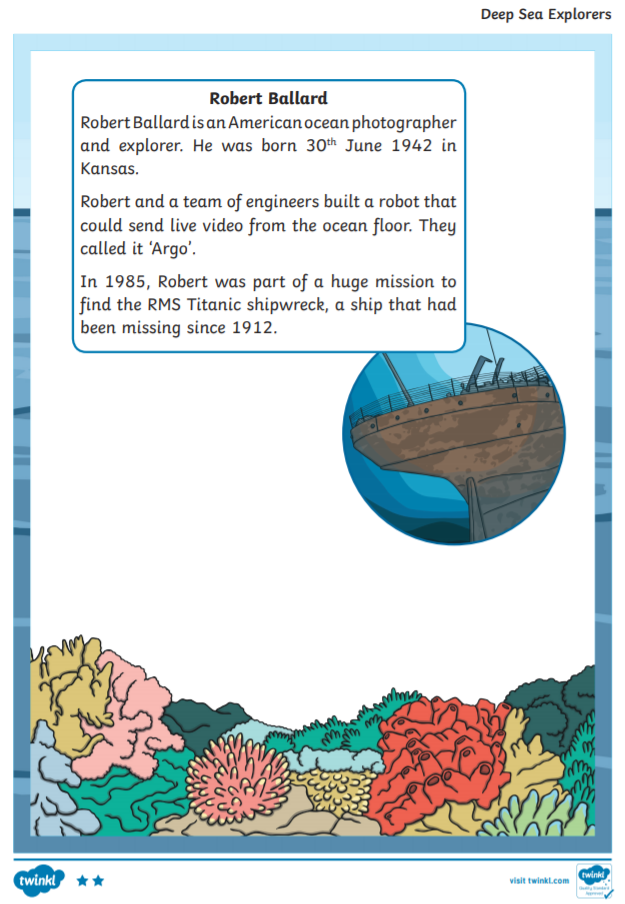 Deep Sea Explorers
Robert Ballard
Robert Ballard is an American ocean photographer
and explorer. He was born 30th June 1942 in
Kansas.
Robert and a team of engineers built a robot that
could send live video from the ocean floor. They
called it ‘Argo’.
In 1985, Robert was part of a huge mission to
find the RMS Titanic shipwreck, a ship that had
been missing since 1912.
twinkl
visit twinkl.com
twinkl
Quality Standard
Approved